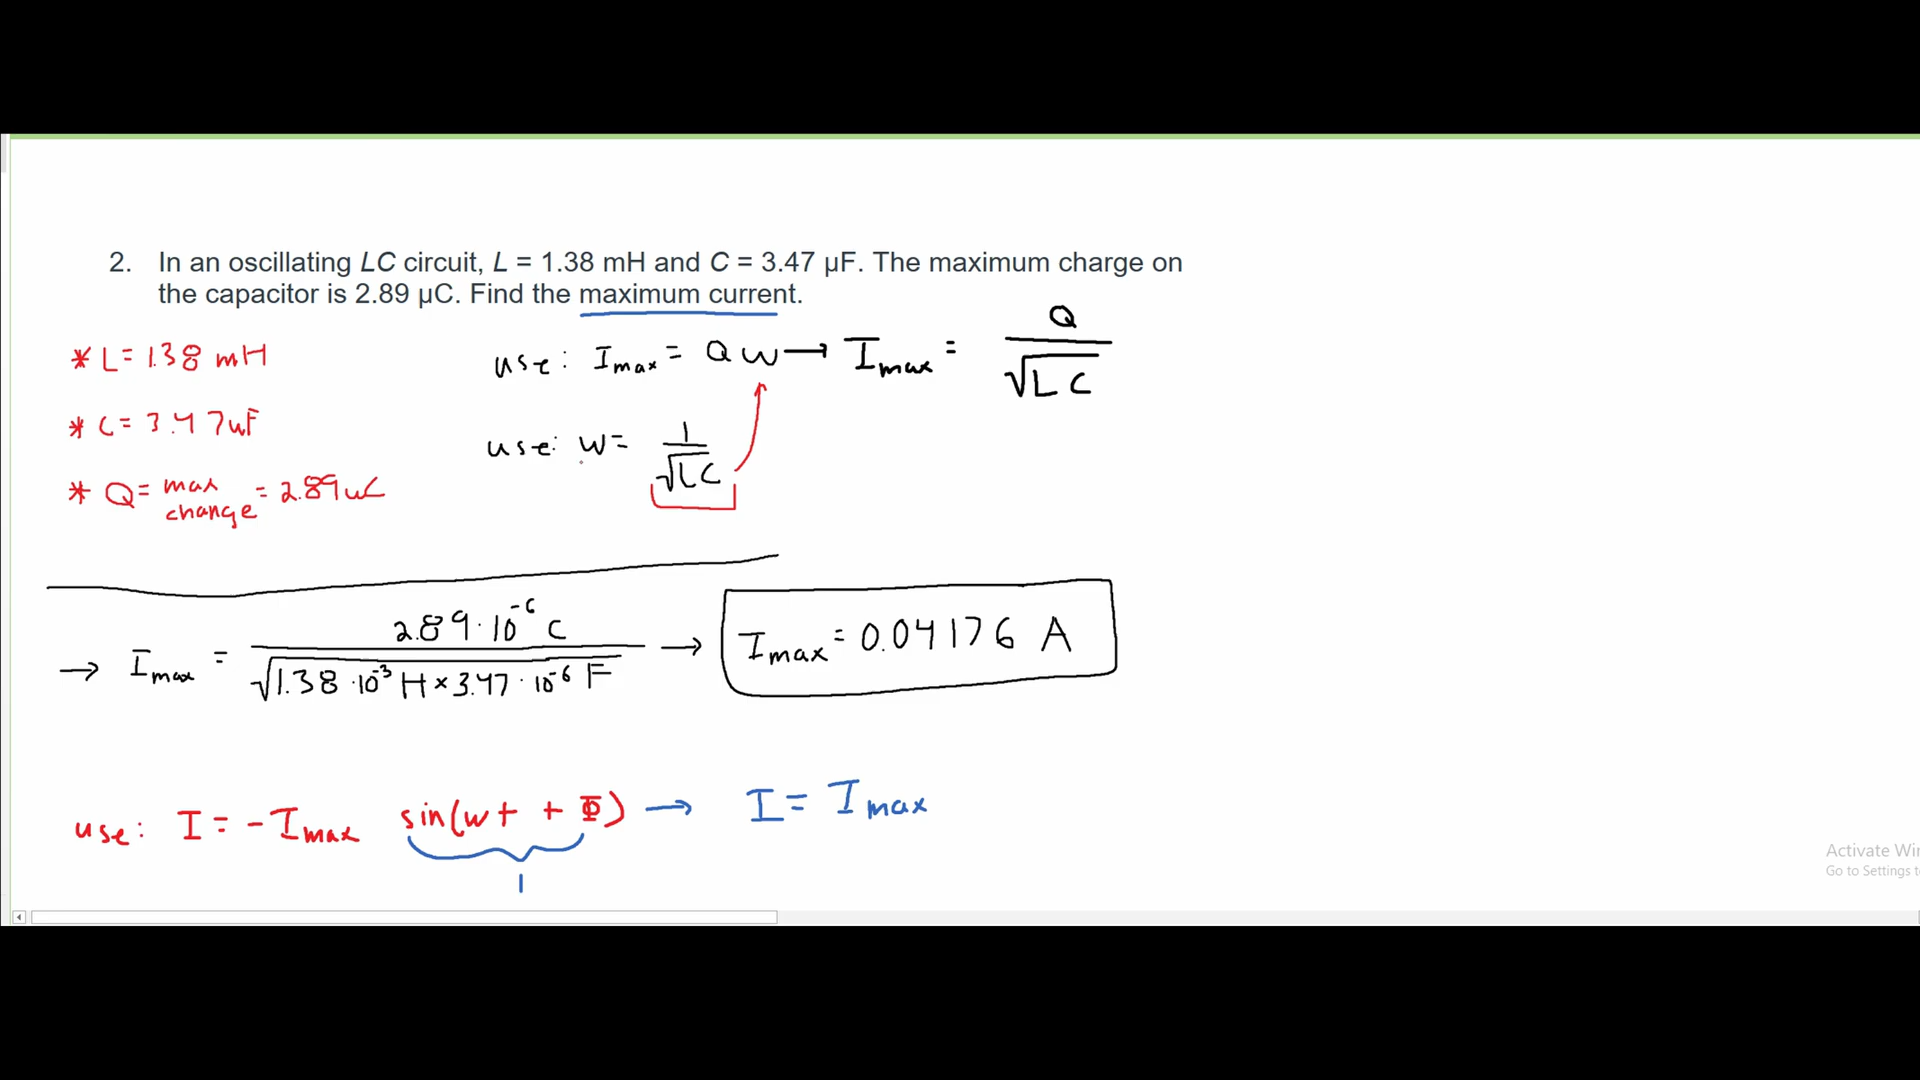 2. In an oscillating LC circuit, L = 1.38 mH and C = 3.47 µF. The maximum charge on
the capacitor is 2.89 µC. Find the maximum current.
* L = 1.38 mH
use: Imax = Qw → Imax = Q / √LC
* C = 3.47uF
use: w = 1 / √LC
* Q = max change = 2.89uC
→ Imax = 2.89·10^-6 C / √1.38·10^-3 H × 3.47·10^-6 F → Imax = 0.04176 A
use: I = -Imax sin(wt + Φ) → I = Imax
1
Activate Win
Go to Settings t